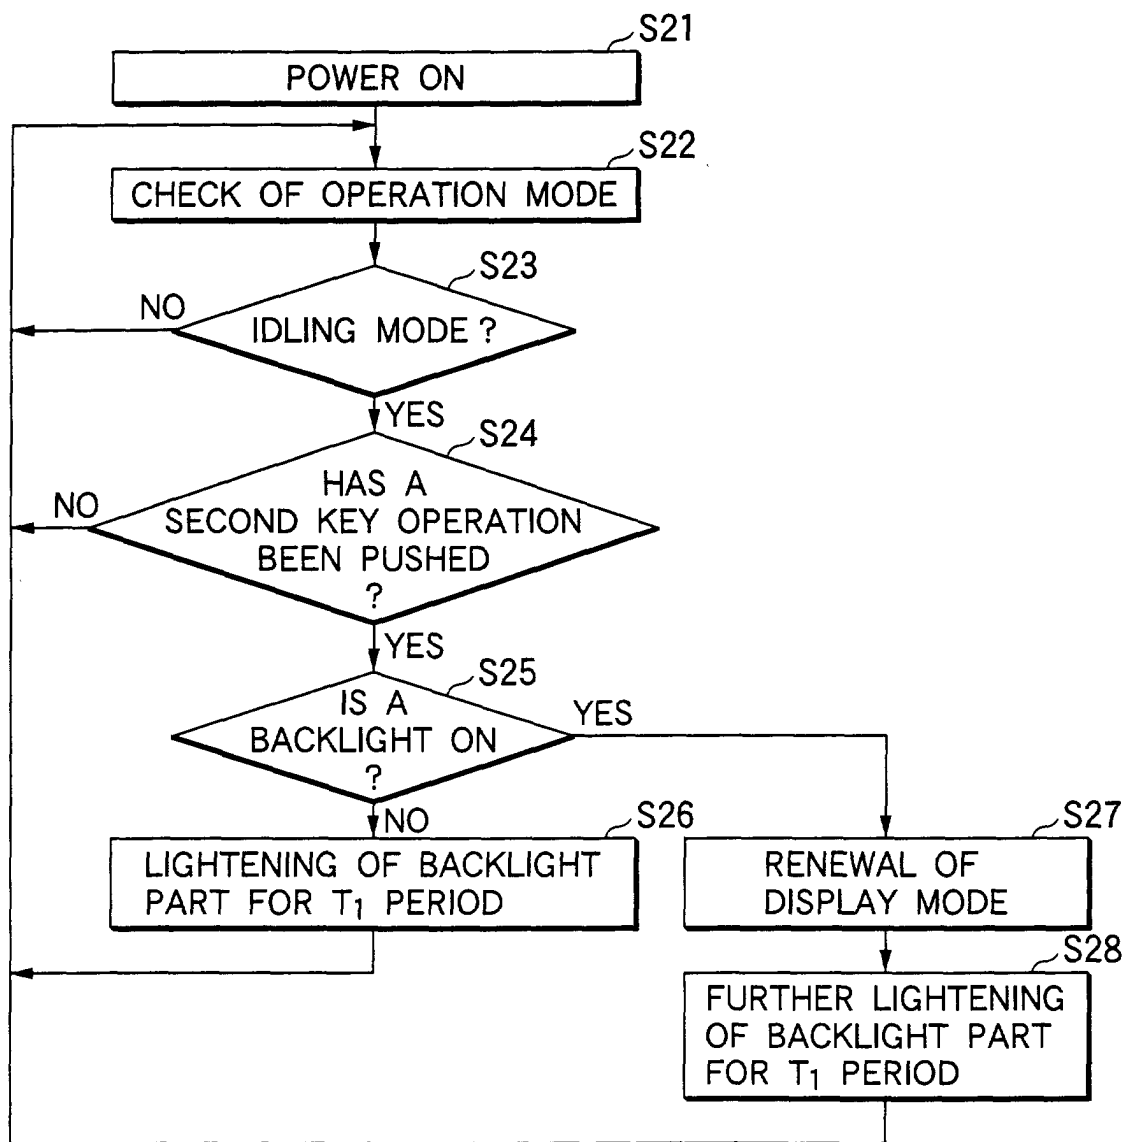 S21
POWER ON
S22
CHECK OF OPERATION MODE
S23
NO
IDLING MODE ?
YES
S24
NO
HAS A
SECOND KEY OPERATION
BEEN PUSHED
?
YES
S25
IS A
BACKLIGHT ON
?
YES
NO
S26
LIGHTENING OF BACKLIGHT
PART FOR T1 PERIOD
S27
RENEWAL OF
DISPLAY MODE
S28
FURTHER LIGHTENING
OF BACKLIGHT PART
FOR T1 PERIOD